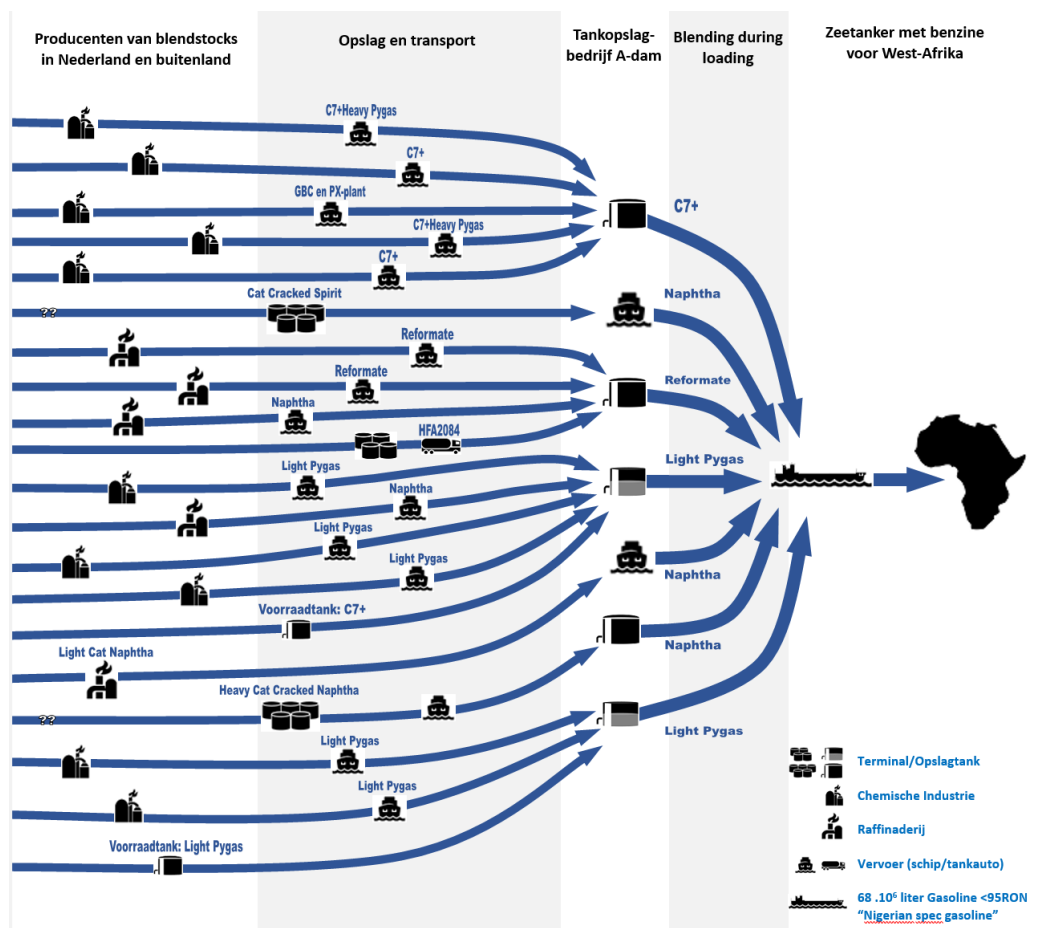 Producenten van blendstocks
in Nederland en buitenland
Opslag en transport
Tankopslag-
bedrijf A-dam
Blending during
loading
Zeetanker met benzine
voor West-Afrika
C7+Heavy Pygas
C7+
GBC en PX-plant
C7+Heavy Pygas
C7+
C7+
Cat Cracked Spirit
??
Naphtha
Reformate
Reformate
Reformate
Naphtha
HFA2084
Light Pygas
Light Pygas
Naphtha
Light Pygas
Light Pygas
Naphtha
Voorraadtank: C7+
Light Cat Naphtha
Naphtha
Heavy Cat Cracked Naphtha
??
Light Pygas
Light Pygas
Light Pygas
Voorraadtank: Light Pygas
Terminal/Opslagtank
Chemische Industrie
Raffinaderij
Vervoer (schip/tankauto)
68 .10⁶ liter Gasoline <95RON
“Nigerian spec gasoline”